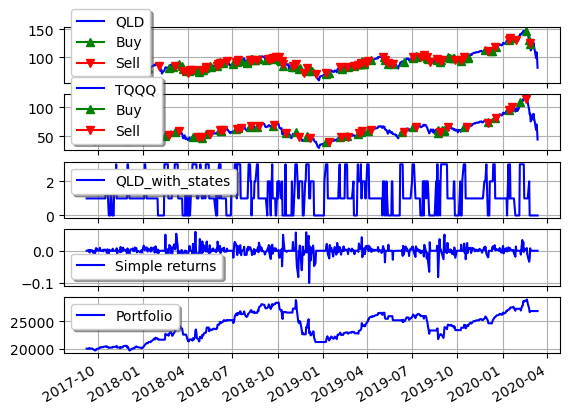 QLD
Buy
Sell
150
100
TQQQ
Buy
Sell
100
50
QLD_with_states
2
0
Simple returns
0.0
−0.1
Portfolio
25000
20000
2017-10 2018-01 2018-04 2018-07 2018-10 2019-01 2019-04 2019-07 2019-10 2020-01 2020-04